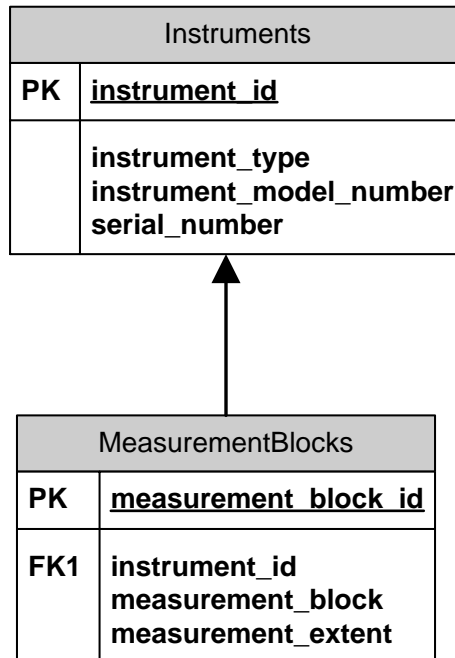 Instruments
PK instrument_id
instrument_type
instrument_model_number
serial_number
MeasurementBlocks
PK measurement_block_id
FK1 instrument_id
measurement_block
measurement_extent